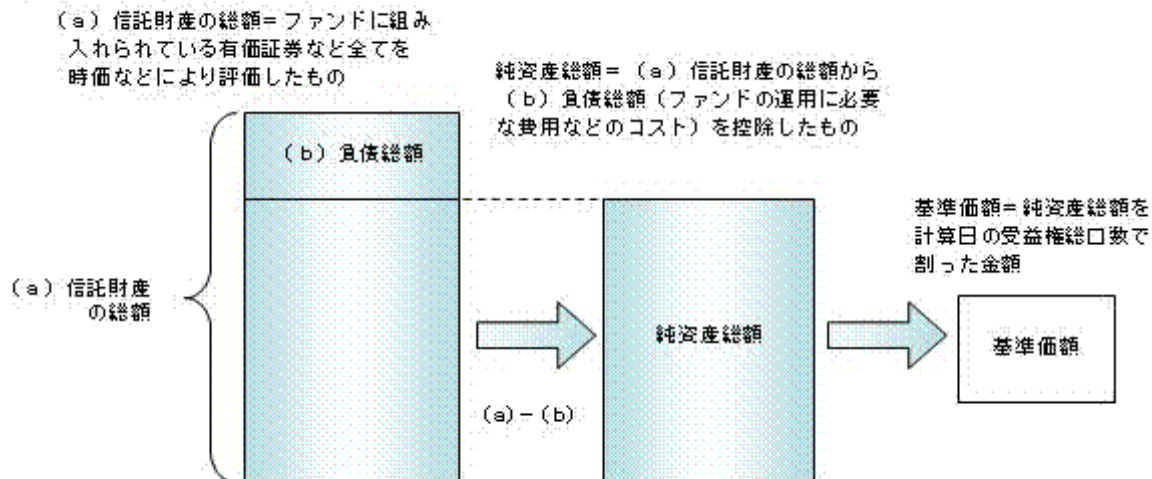 (a)信託財産の総額=ファンドに組み
入れられている有価証券など全てを
時価などにより評価したもの
純資産総額=(a)信託財産の総額から
(b)負債総額(ファンドの運用に必要
な費用などのコスト)を控除したもの
(b)負債総額
基準価額=純資産総額を
計算日の受益権総口数で
割った金額
(a)信託財産
の総額
純資産総額
基準価額
(a)-(b)